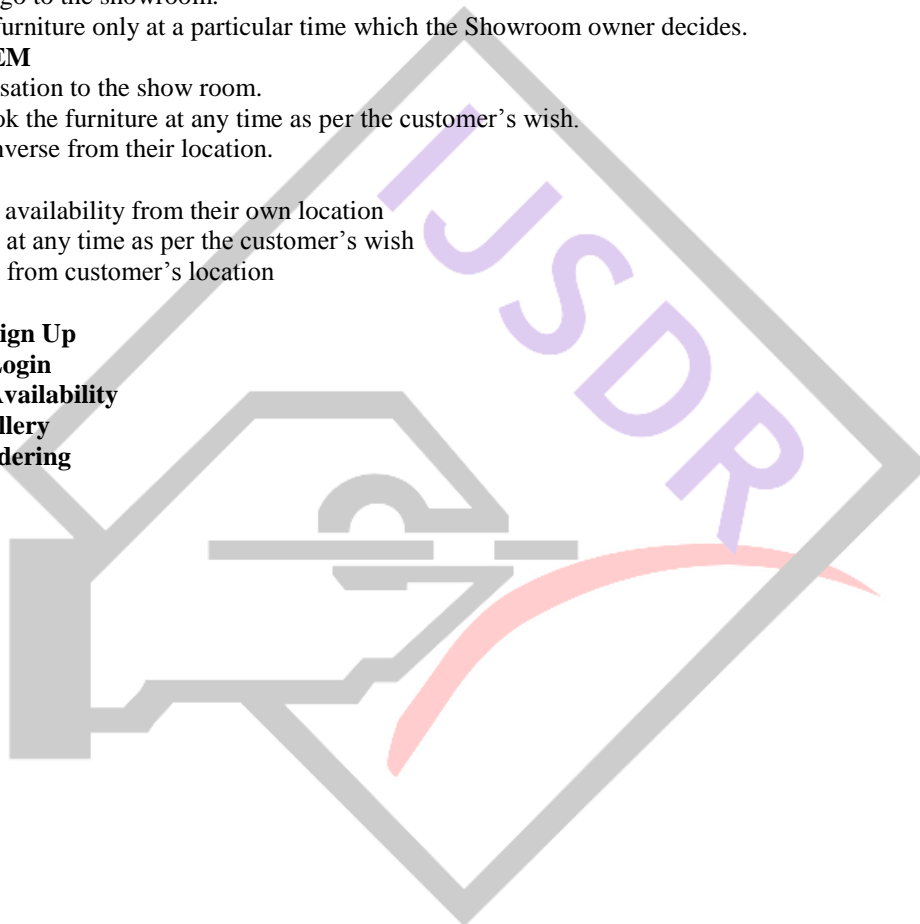 go to the showroom.
furniture only at a particular time which the Showroom owner decides.
EM
sation to the show room.
ok the furniture at any time as per the customer’s wish.
nverse from their location.
availability from their own location
at any time as per the customer’s wish
from customer’s location
ign Up
Login
Availability
llery
dering
IJSDR